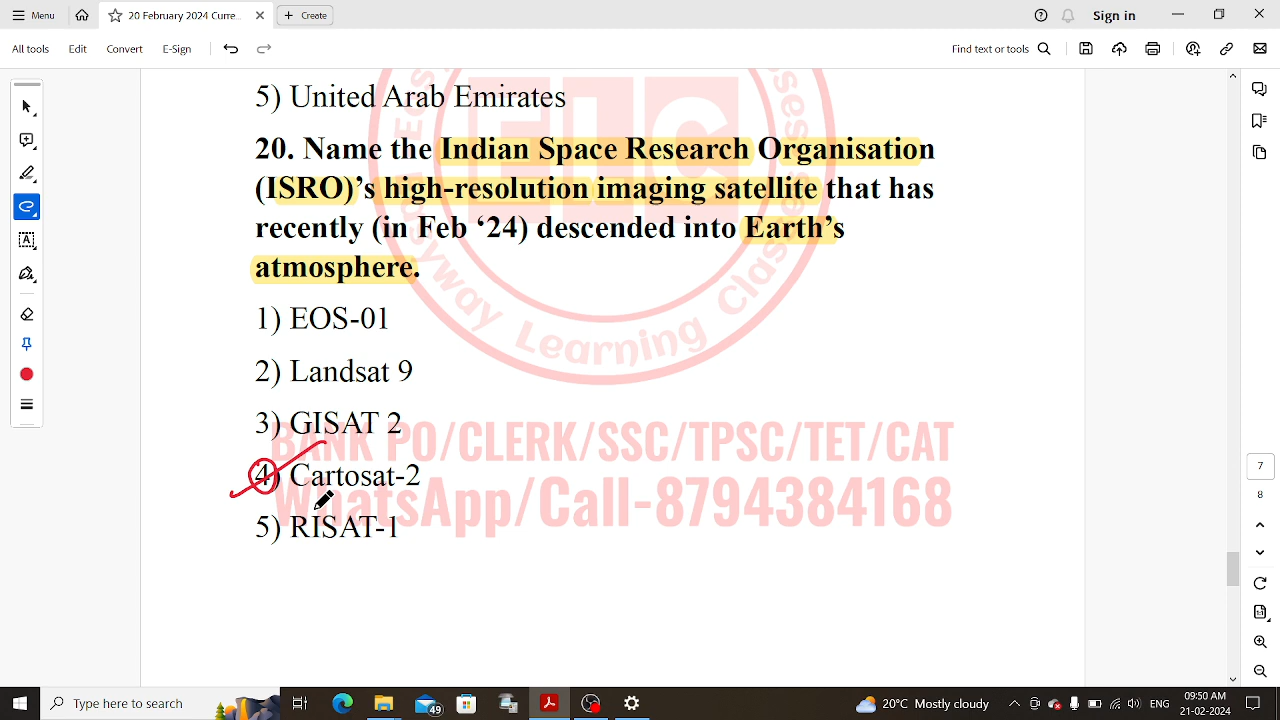 Menu
20 February 2024 Curre...
Create
Sign in
All tools
Edit
Convert
E-Sign
Find text or tools
5) United Arab Emirates
20. Name the Indian Space Research Organisation
(ISRO)'s high-resolution imaging satellite that has
recently (in Feb ‘24) descended into Earth’s
atmosphere.
1) EOS-01
2) Landsat 9
3) GISAT 2
4) Cartosat-2
5) RISAT-1
EIC
Easyway Learning Classes
BANK PO/CLERK/SSC/TPSC/TET/CAT
WhatsApp/Call-8794384168
7
8
Type here to search
49
20°C Mostly cloudy
ENG
09:50 AM
21-02-2024